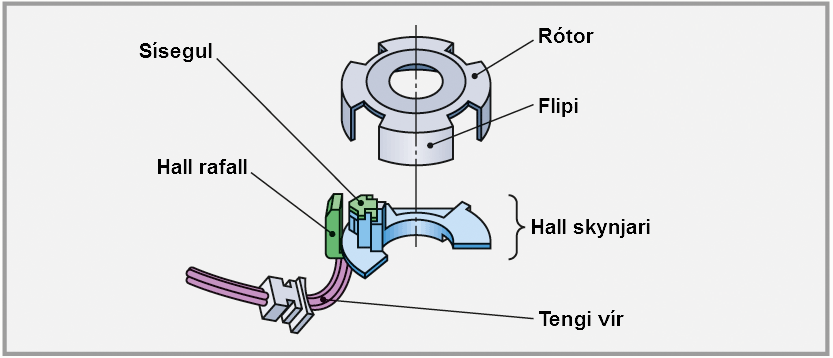 Rótor
Sísegul
Flipi
Hall rafall
Hall skynjari
Tengi vír